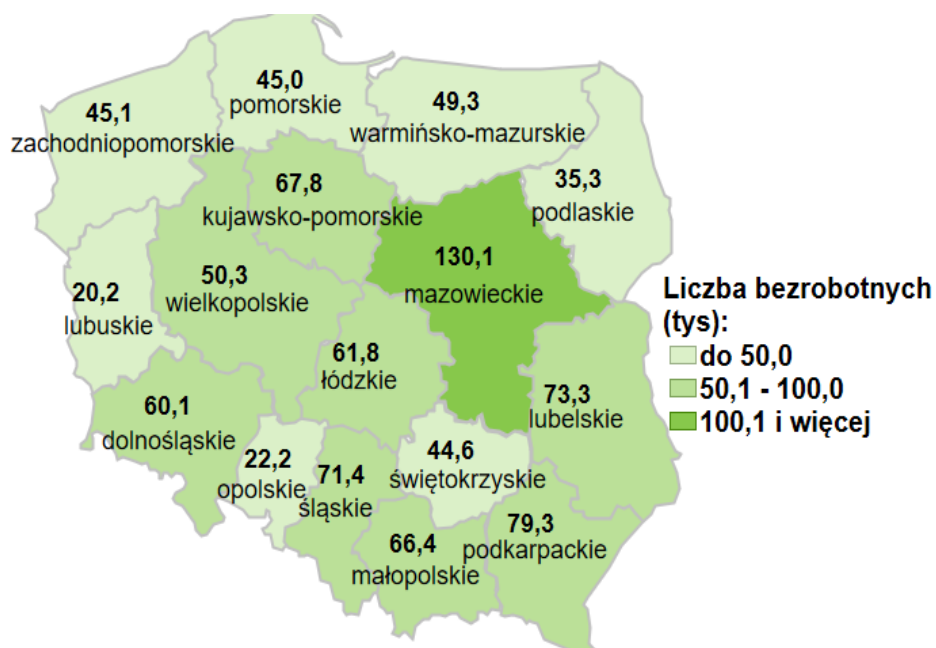 45,0
pomorskie
45,1
zachodniopomorskie
49,3
warmińsko-mazurskie
67,8
kujawsko-pomorskie
35,3
podlaskie
130,1
mazowieckie
50,3
wielkopolskie
20,2
lubuskie
61,8
łódzkie
60,1
dolnośląskie
73,3
lubelskie
22,2
opolskie
71,4
śląskie
44,6
świętokrzyskie
66,4
małopolskie
79,3
podkarpackie
Liczba bezrobotnych
(tys):
do 50,0
50,1 - 100,0
100,1 i więcej